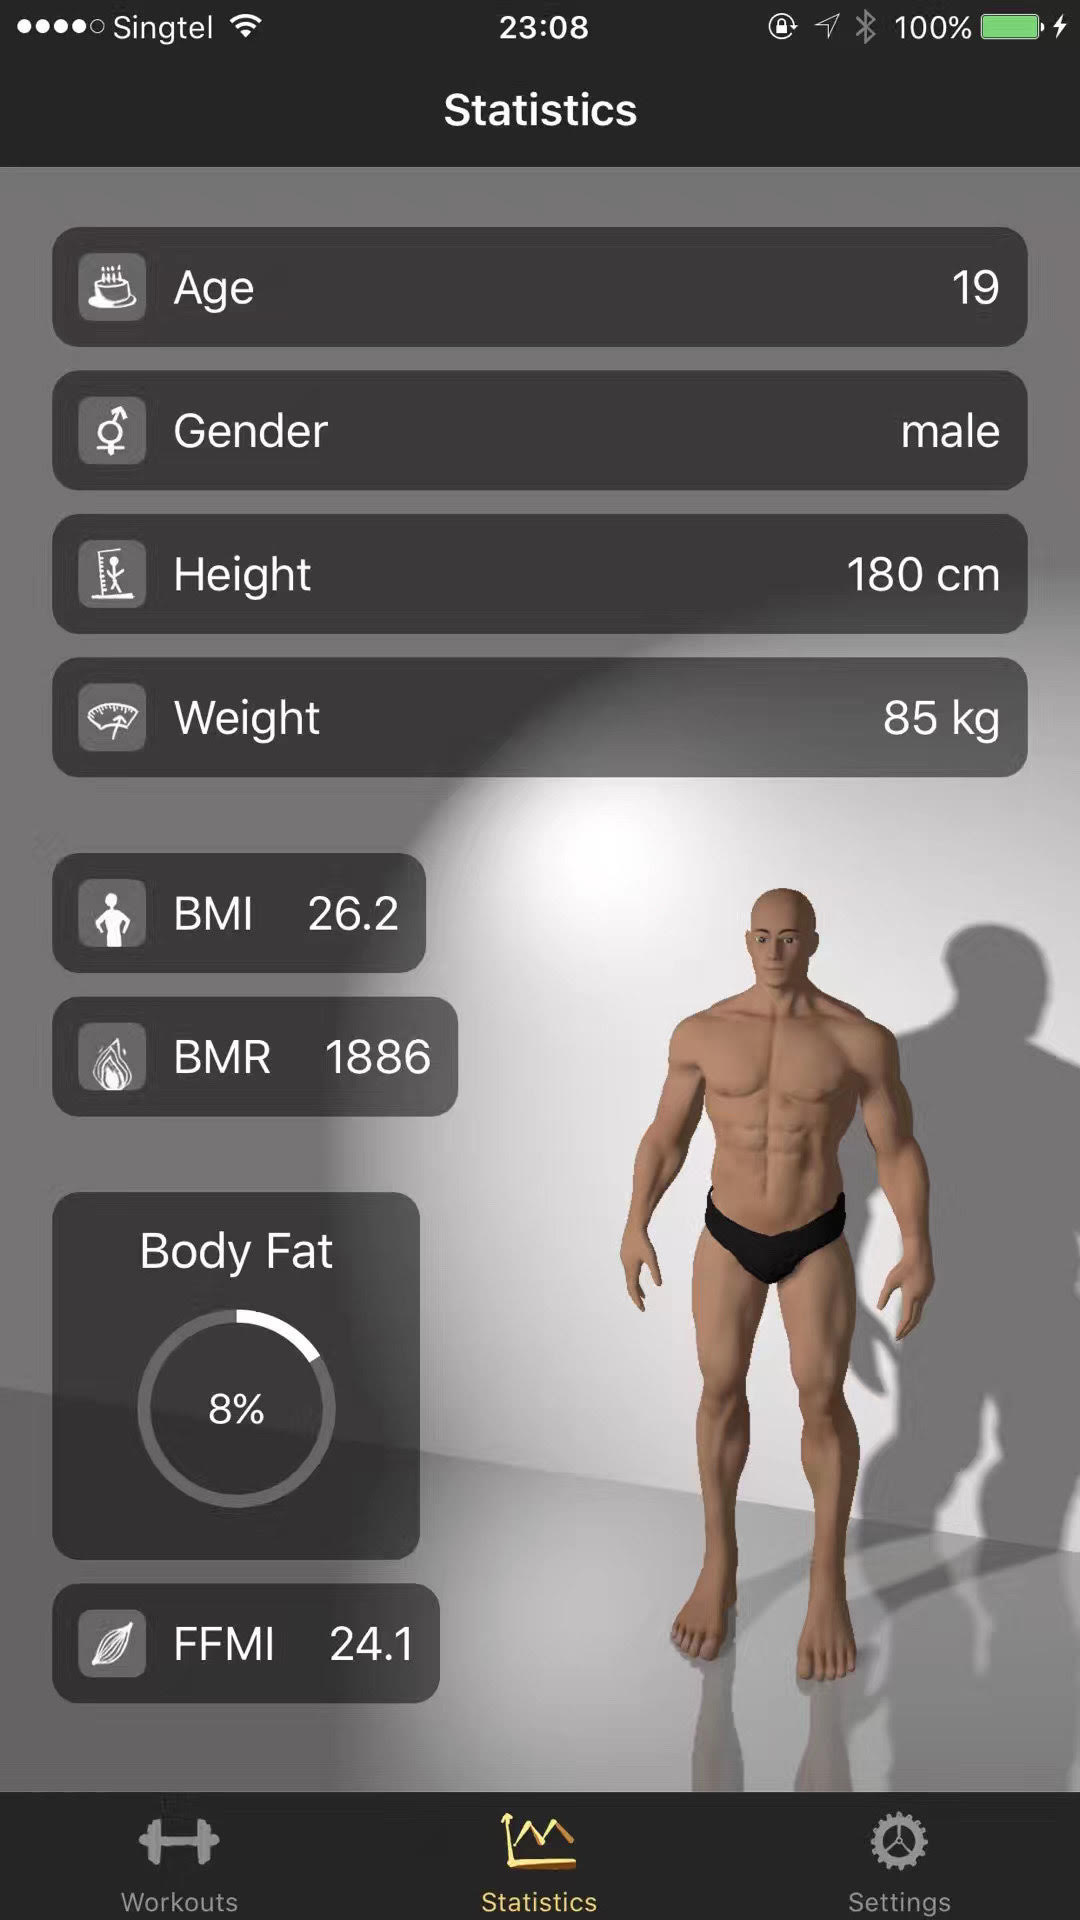 Singtel 23:08 100%
Statistics
Age 19
Gender male
Height 180 cm
Weight 85 kg
BMI 26.2
BMR 1886
Body Fat
8%
FFMI 24.1
Workouts Statistics Settings